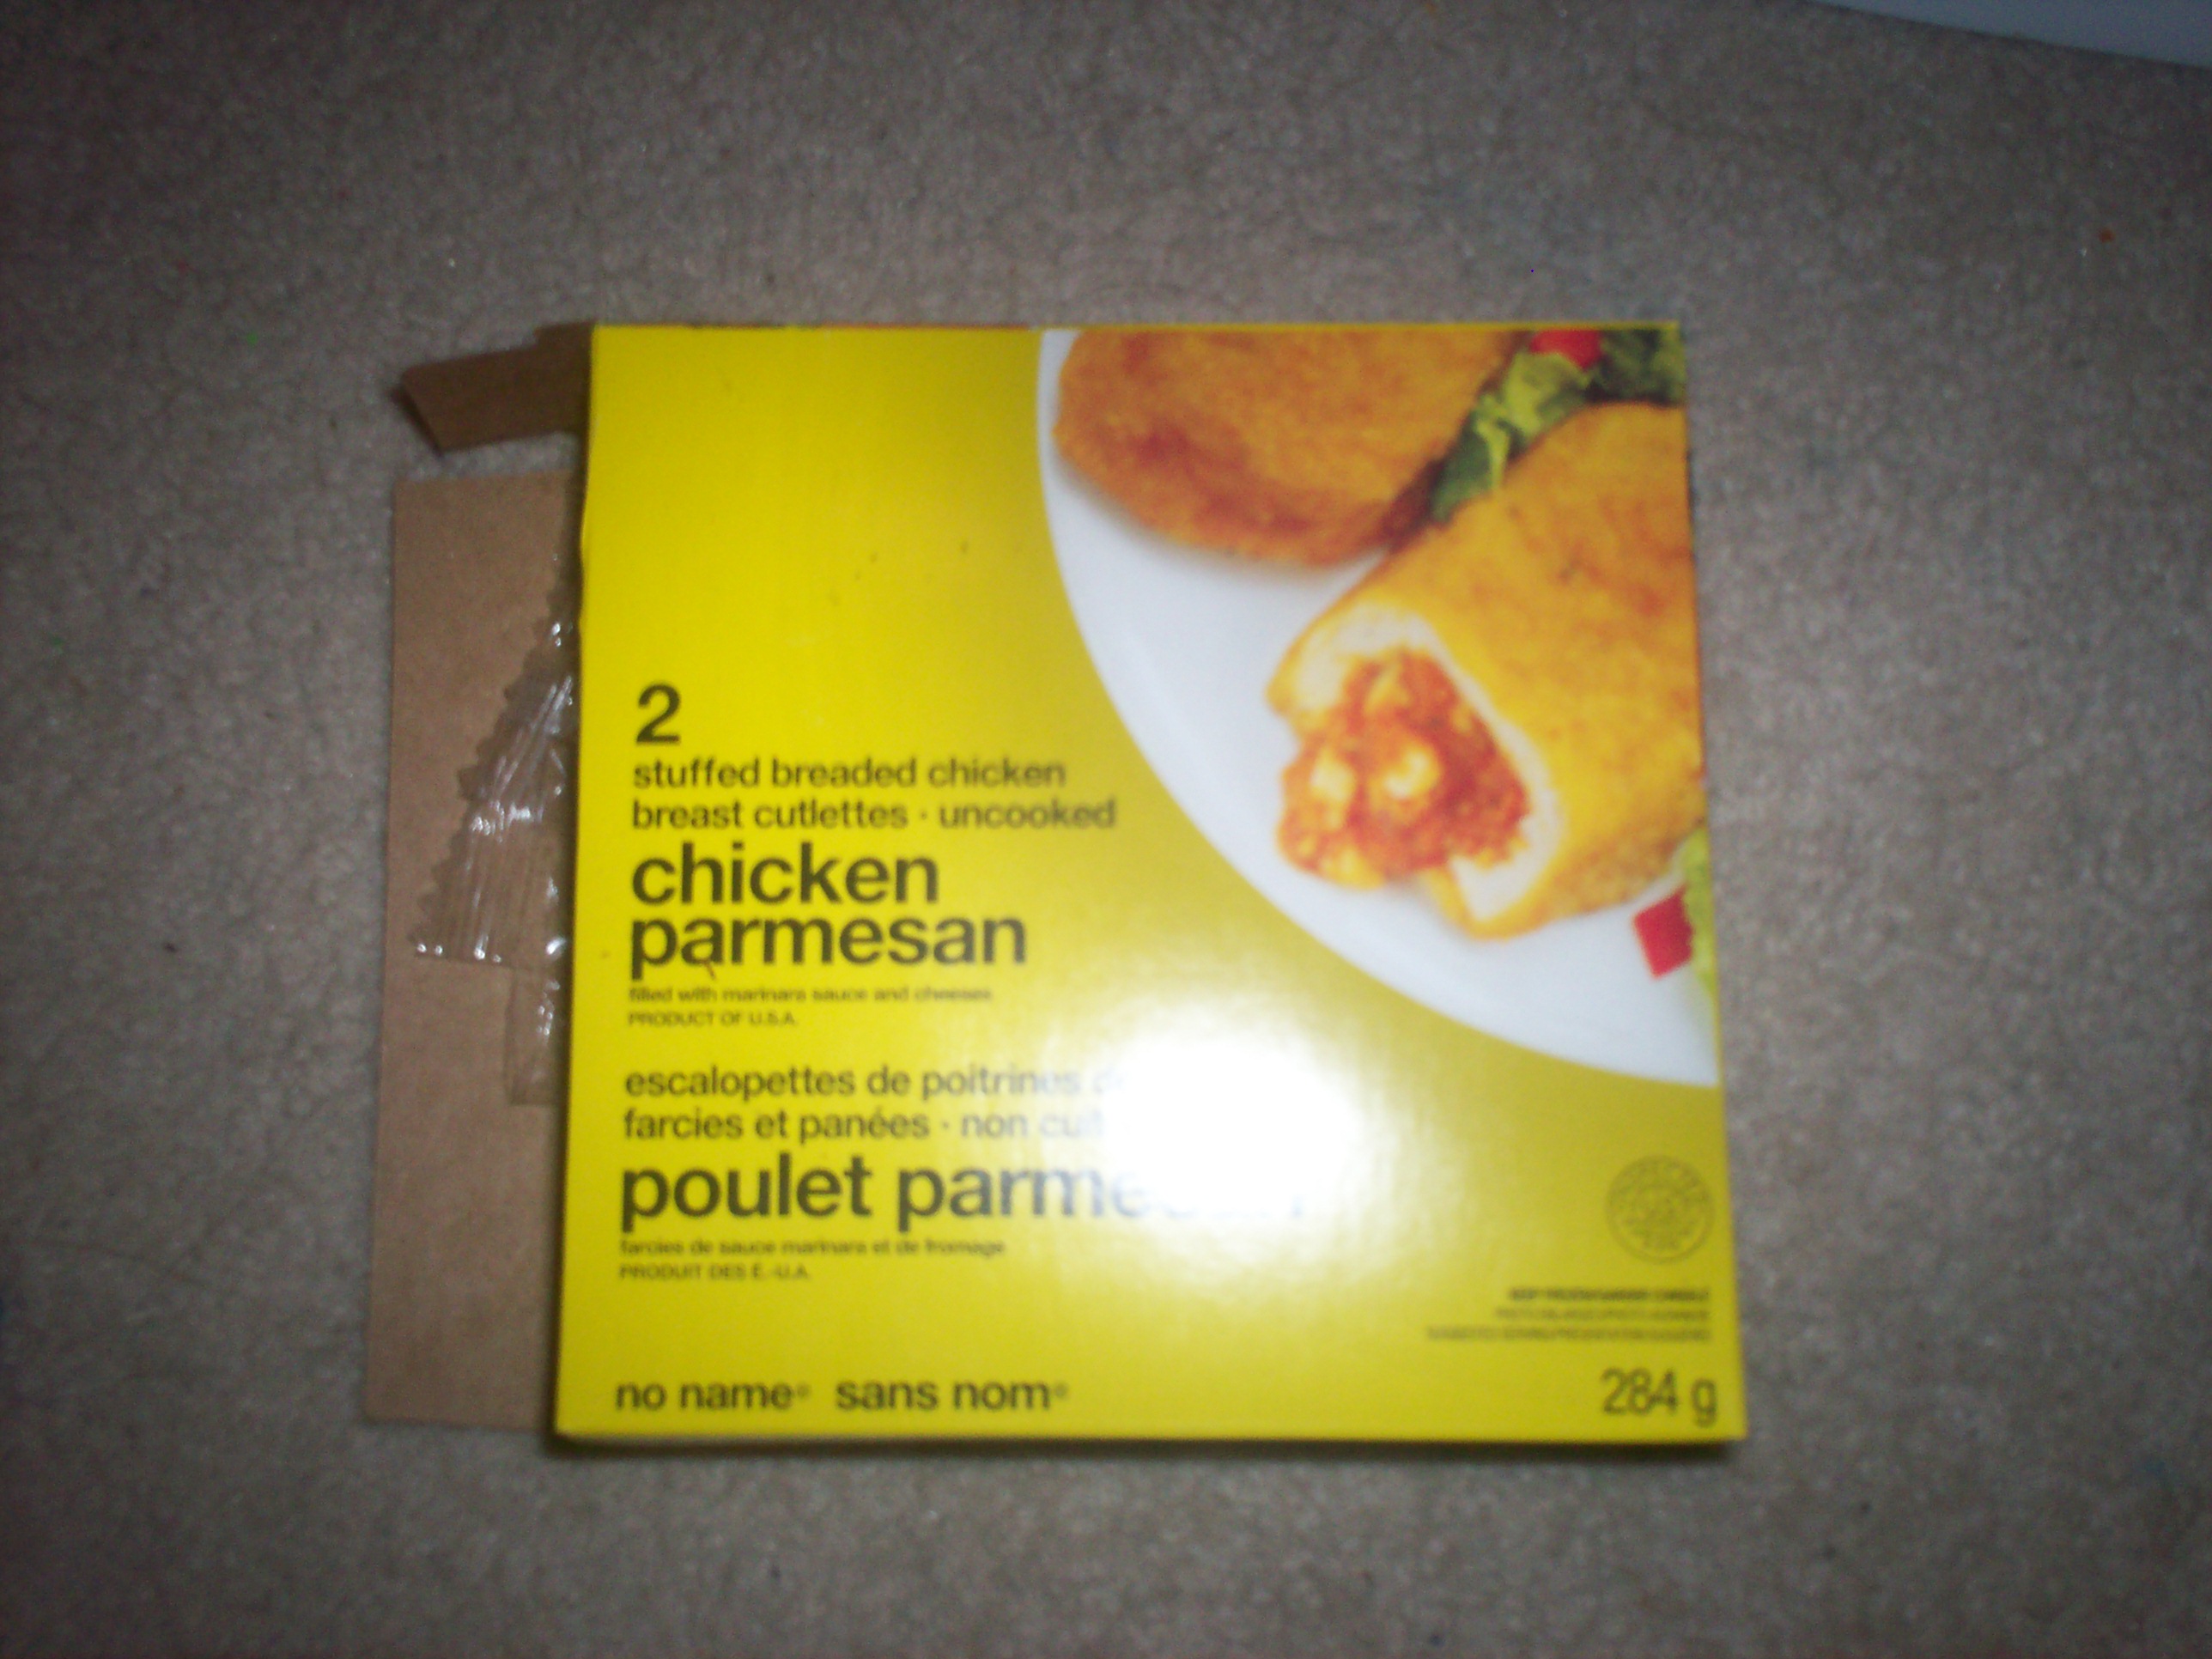 2
stuffed breaded chicken
breast cutlettes · uncooked
chicken
parmesan
filled with marinara sauce and cheeses
PRODUCT OF U.S.A.
escalopettes de poitrines
farcies et panées · non
poulet
farcies de sauce marinara et de fromage
PRODUIT DES É.-U.A.
no name® sans nom®
284 g